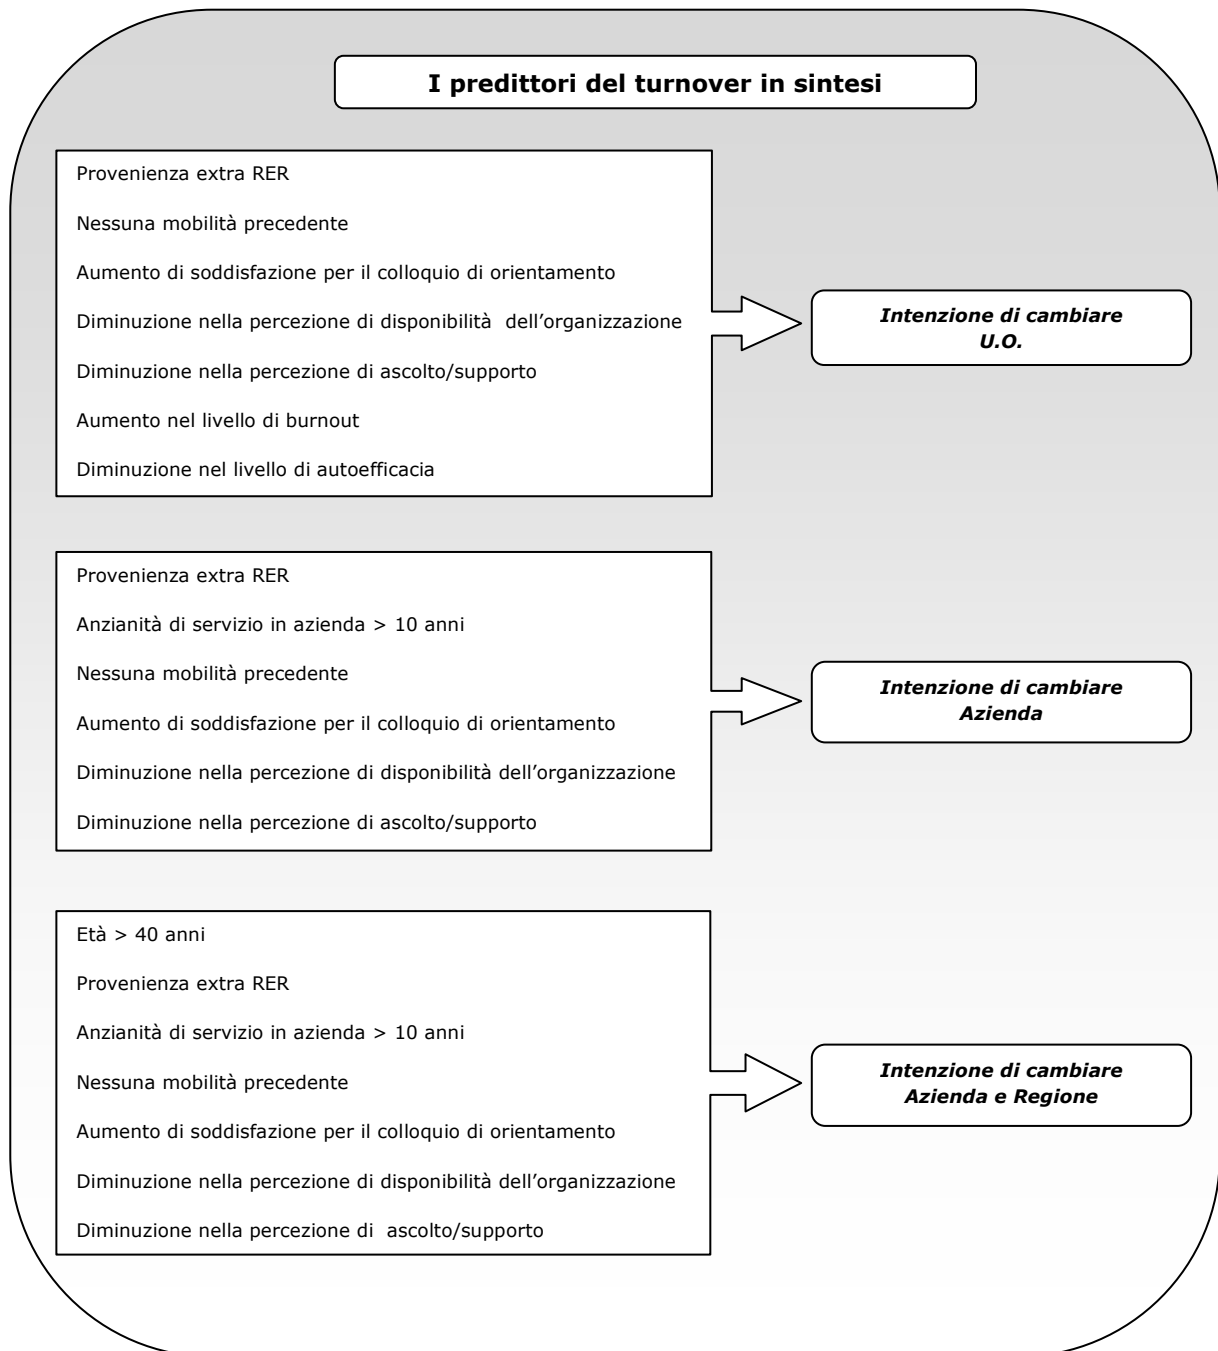 I predittori del turnover in sintesi
Provenienza extra RER
Nessuna mobilità precedente
Aumento di soddisfazione per il colloquio di orientamento
Diminuzione nella percezione di disponibilità dell’organizzazione
Diminuzione nella percezione di ascolto/supporto
Aumento nel livello di burnout
Diminuzione nel livello di autoefficacia
Intenzione di cambiare
U.O.
Provenienza extra RER
Anzianità di servizio in azienda > 10 anni
Nessuna mobilità precedente
Aumento di soddisfazione per il colloquio di orientamento
Diminuzione nella percezione di disponibilità dell’organizzazione
Diminuzione nella percezione di ascolto/supporto
Intenzione di cambiare
Azienda
Età > 40 anni
Provenienza extra RER
Anzianità di servizio in azienda > 10 anni
Nessuna mobilità precedente
Aumento di soddisfazione per il colloquio di orientamento
Diminuzione nella percezione di disponibilità dell’organizzazione
Diminuzione nella percezione di ascolto/supporto
Intenzione di cambiare
Azienda e Regione